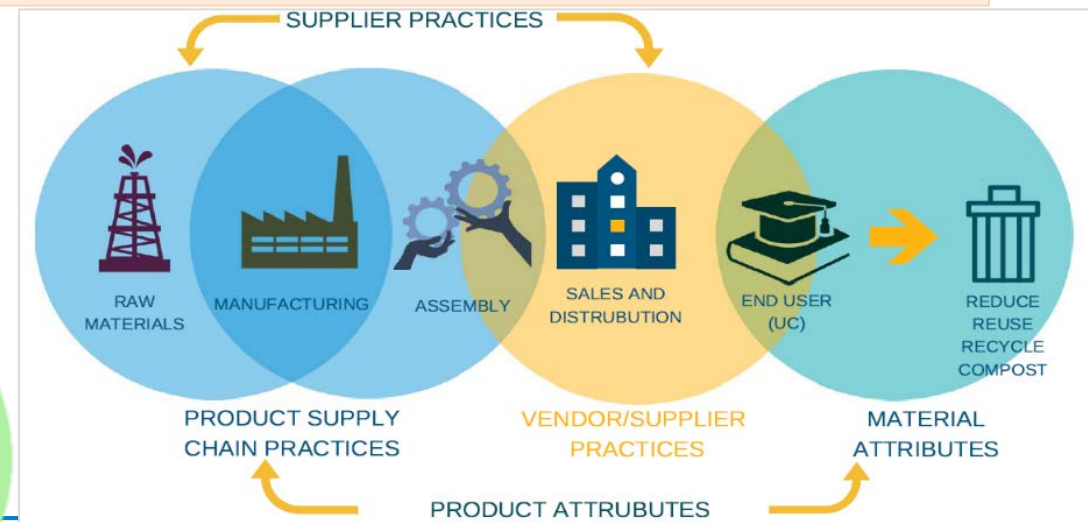 SUPPLIER PRACTICES
RAW
MATERIALS
MANUFACTURING
ASSEMBLY
SALES AND
DISTRUBUTION
END USER
(UC)
REDUCE
REUSE
RECYCLE
COMPOST
PRODUCT SUPPLY
CHAIN PRACTICES
VENDOR/SUPPLIER
PRACTICES
MATERIAL
ATTRIBUTES
PRODUCT ATTRUBUTES